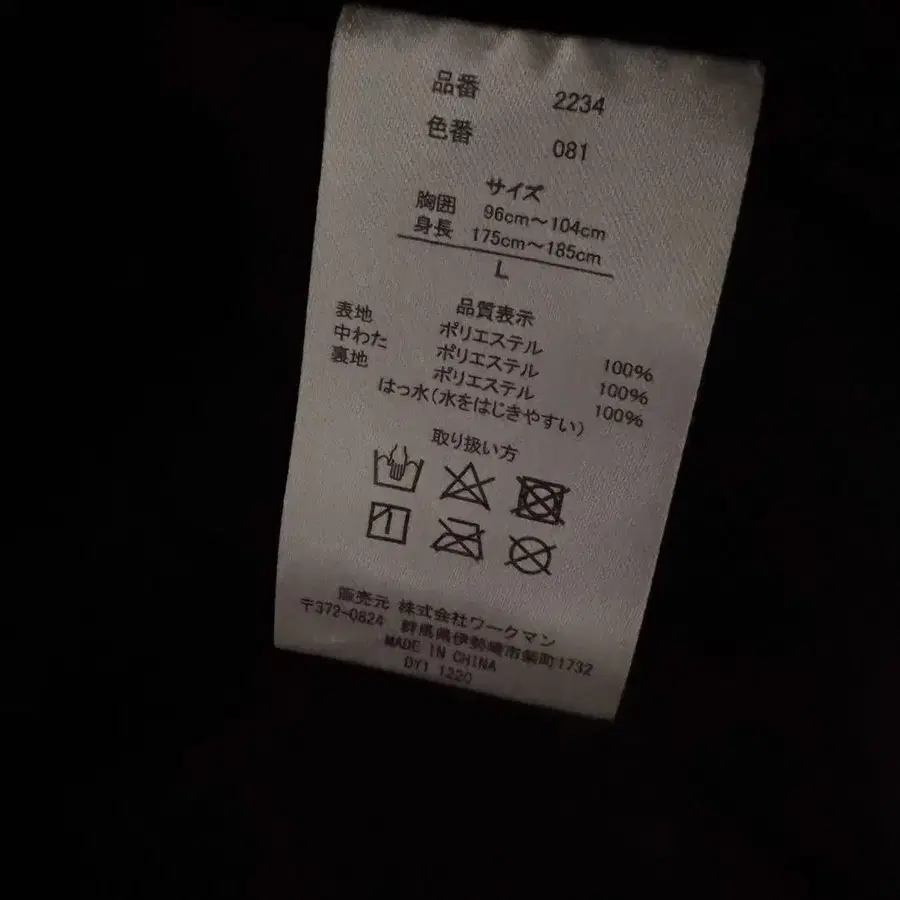 品番 2234
色番 081
サイズ
胸囲 96cm～104cm
身長 175cm～185cm
L
品質表示
表地 ポリエステル 100%
中わた ポリエステル 100%
裏地 ポリエステル 100%
はっ水(水をはじきやすい)
取り扱い方
販売元 株式会社ワークマン
〒372-0824 群馬県伊勢崎市柴町1732
MADE IN CHINA
DY1 1220